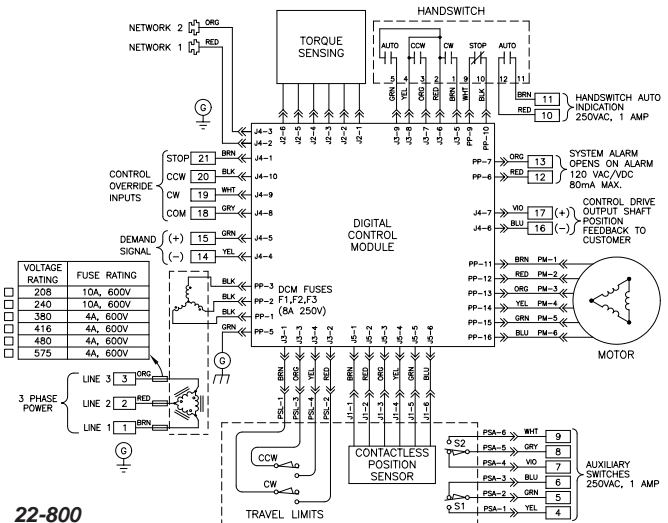 HANDSWITCH
NETWORK 2 ORG
NETWORK 1 RED
TORQUE
SENSING
AUTO CCW CW STOP AUTO
5 4 3 2 1 9 10 12 11
GRN YEL ORG RED BRN WHT BLK
BRN 11
RED 10
HANDSWITCH AUTO
INDICATION
250VAC, 1 AMP
G
J4-3
J4-2
J2-6 J2-5 J2-4 J2-3 J2-2 J2-1
J3-9 J3-8 J3-7 J3-6 J3-5 PP-9 PP-10
CONTROL
OVERRIDE
INPUTS
STOP 21 BRN J4-1
CCW 20 BLK J4-10
CW 19 WHT J4-9
COM 18 GRY J4-8
DEMAND
SIGNAL
(+) 15 GRN J4-5
(-) 14 YEL J4-4
DIGITAL
CONTROL
MODULE
PP-7 ORG 13
PP-6 RED 12
SYSTEM ALARM
OPENS ON ALARM
120 VAC/VDC
80mA MAX.
J4-7 VIO 17 (+)
J4-6 BLU 16 (-)
CONTROL DRIVE
OUTPUT SHAFT
POSITION
FEEDBACK TO
CUSTOMER
PP-11 BRN PM-1
PP-12 RED PM-2
PP-13 ORG PM-3
PP-14 YEL PM-4
PP-15 GRN PM-5
PP-16 BLU PM-6
MOTOR
VOLTAGE
RATING
FUSE RATING
208 10A, 600V
240 10A, 600V
380 4A, 600V
416 4A, 600V
480 4A, 600V
575 4A, 600V
BLK PP-3
BLK PP-2
BLK PP-1
GRN PP-5
DCM FUSES
F1,F2,F3
(8A 250V)
G
J3-1 J3-3 J3-4 J3-2
J5-1 J5-2 J5-3 J5-4 J5-5 J5-6
BRN ORG YEL RED
BRN RED ORG YEL GRN BLU
PSL-1 PSL-3 PSL-4 PSL-2
J1-1 J1-2 J1-3 J1-4 J1-5 J1-6
3 PHASE
POWER
LINE 3 3 ORG
LINE 2 2 RED
LINE 1 1 BRN
G
CCW
CW
TRAVEL LIMITS
CONTACTLESS
POSITION
SENSOR
S2
S1
PSA-6 WHT 9
PSA-5 GRY 8
PSA-4 VIO 7
PSA-3 BLU 6
PSA-2 GRN 5
PSA-1 YEL 4
AUXILIARY
SWITCHES
250VAC, 1 AMP
22-800